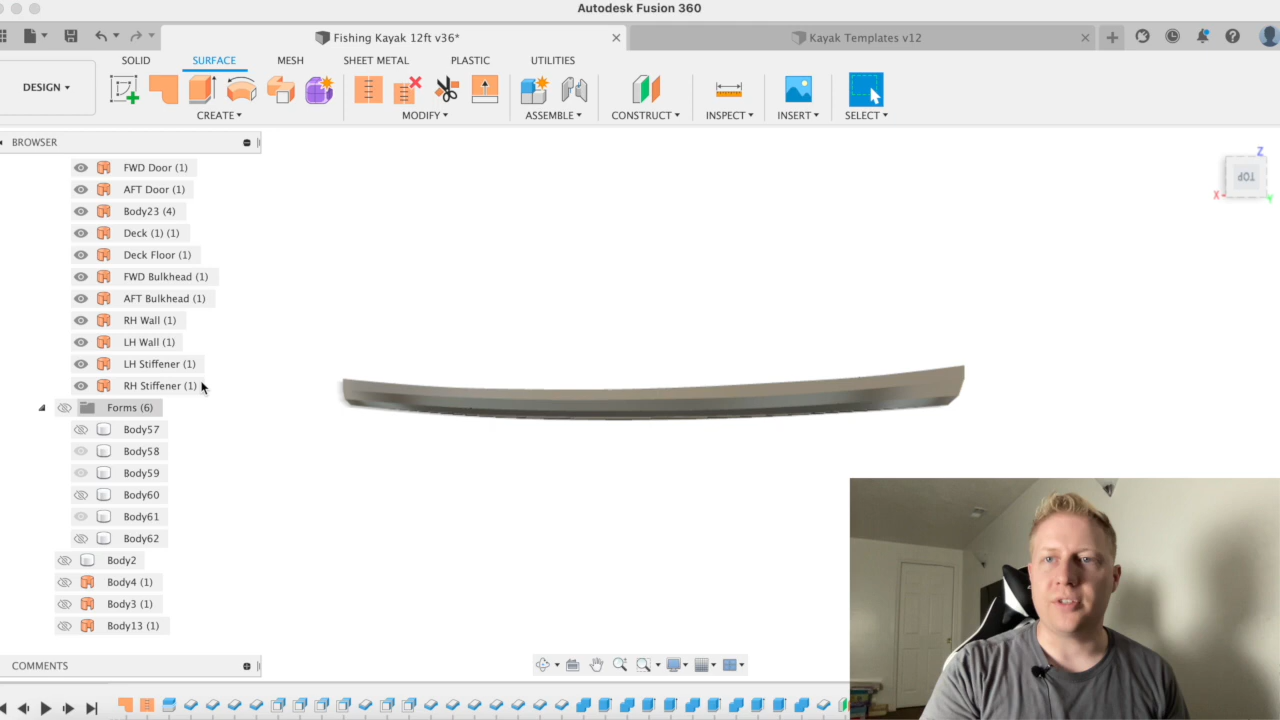 Autodesk Fusion 360
Fishing Kayak 12ft v36*
Kayak Templates v12
SOLID SURFACE MESH SHEET METAL PLASTIC UTILITIES
DESIGN
CREATE MODIFY ASSEMBLE CONSTRUCT INSPECT INSERT SELECT
BROWSER
FWD Door (1)
AFT Door (1)
Body23 (4)
Deck (1) (1)
Deck Floor (1)
FWD Bulkhead (1)
AFT Bulkhead (1)
RH Wall (1)
LH Wall (1)
LH Stiffener (1)
RH Stiffener (1)
Forms (6)
Body57
Body58
Body59
Body60
Body61
Body62
Body2
Body4 (1)
Body3 (1)
Body13 (1)
COMMENTS
Z
TOP
X
Y